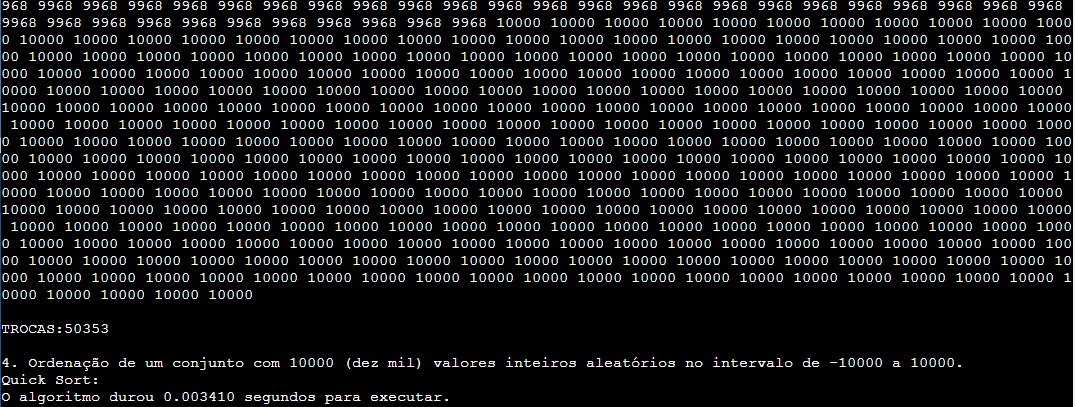 968 9968 9968 9968 9968 9968 9968 9968 9968 9968 9968 9968 9968 9968 9968 9968 9968 9968 9968 9968 9968 9968 9968 9968
9968 9968 9968 9968 9968 9968 9968 9968 9968 9968 9968 10000 10000 10000 10000 10000 10000 10000 10000 10000 10000 1000
0 10000 10000 10000 10000 10000 10000 10000 10000 10000 10000 10000 10000 10000 10000 10000 10000 10000 10000 10000 100
00 10000 10000 10000 10000 10000 10000 10000 10000 10000 10000 10000 10000 10000 10000 10000 10000 10000 10000 10000 10
000 10000 10000 10000 10000 10000 10000 10000 10000 10000 10000 10000 10000 10000 10000 10000 10000 10000 10000 10000 1
0000 10000 10000 10000 10000 10000 10000 10000 10000 10000 10000 10000 10000 10000 10000 10000 10000 10000 10000 10000
10000 10000 10000 10000 10000 10000 10000 10000 10000 10000 10000 10000 10000 10000 10000 10000 10000 10000 10000 10000
 10000 10000 10000 10000 10000 10000 10000 10000 10000 10000 10000 10000 10000 10000 10000 10000 10000 10000 10000 1000
0 10000 10000 10000 10000 10000 10000 10000 10000 10000 10000 10000 10000 10000 10000 10000 10000 10000 10000 10000 100
00 10000 10000 10000 10000 10000 10000 10000 10000 10000 10000 10000 10000 10000 10000 10000 10000 10000 10000 10000 10
000 10000 10000 10000 10000 10000 10000 10000 10000 10000 10000 10000 10000 10000 10000 10000 10000 10000 10000 10000 1
0000 10000 10000 10000 10000 10000 10000 10000 10000 10000 10000 10000 10000 10000 10000 10000 10000 10000 10000 10000
10000 10000 10000 10000 10000 10000 10000 10000 10000 10000 10000 10000 10000 10000 10000 10000 10000 10000 10000 10000
 10000 10000 10000 10000 10000 10000 10000 10000 10000 10000 10000 10000 10000 10000 10000 10000 10000 10000 10000 1000
0 10000 10000 10000 10000 10000 10000 10000 10000 10000 10000 10000 10000 10000 10000 10000 10000 10000 10000 10000 100
00 10000 10000 10000 10000 10000 10000 10000 10000 10000 10000 10000 10000 10000 10000 10000 10000 10000 10000 10000 10
000 10000 10000 10000 10000 10000 10000 10000 10000 10000 10000 10000 10000 10000 10000 10000 10000 10000 10000 10000 1
0000 10000 10000 10000 10000
TROCAS:50353
4. Ordenação de um conjunto com 10000 (dez mil) valores inteiros aleatórios no intervalo de -10000 a 10000.
Quick Sort:
O algoritmo durou 0.003410 segundos para executar.